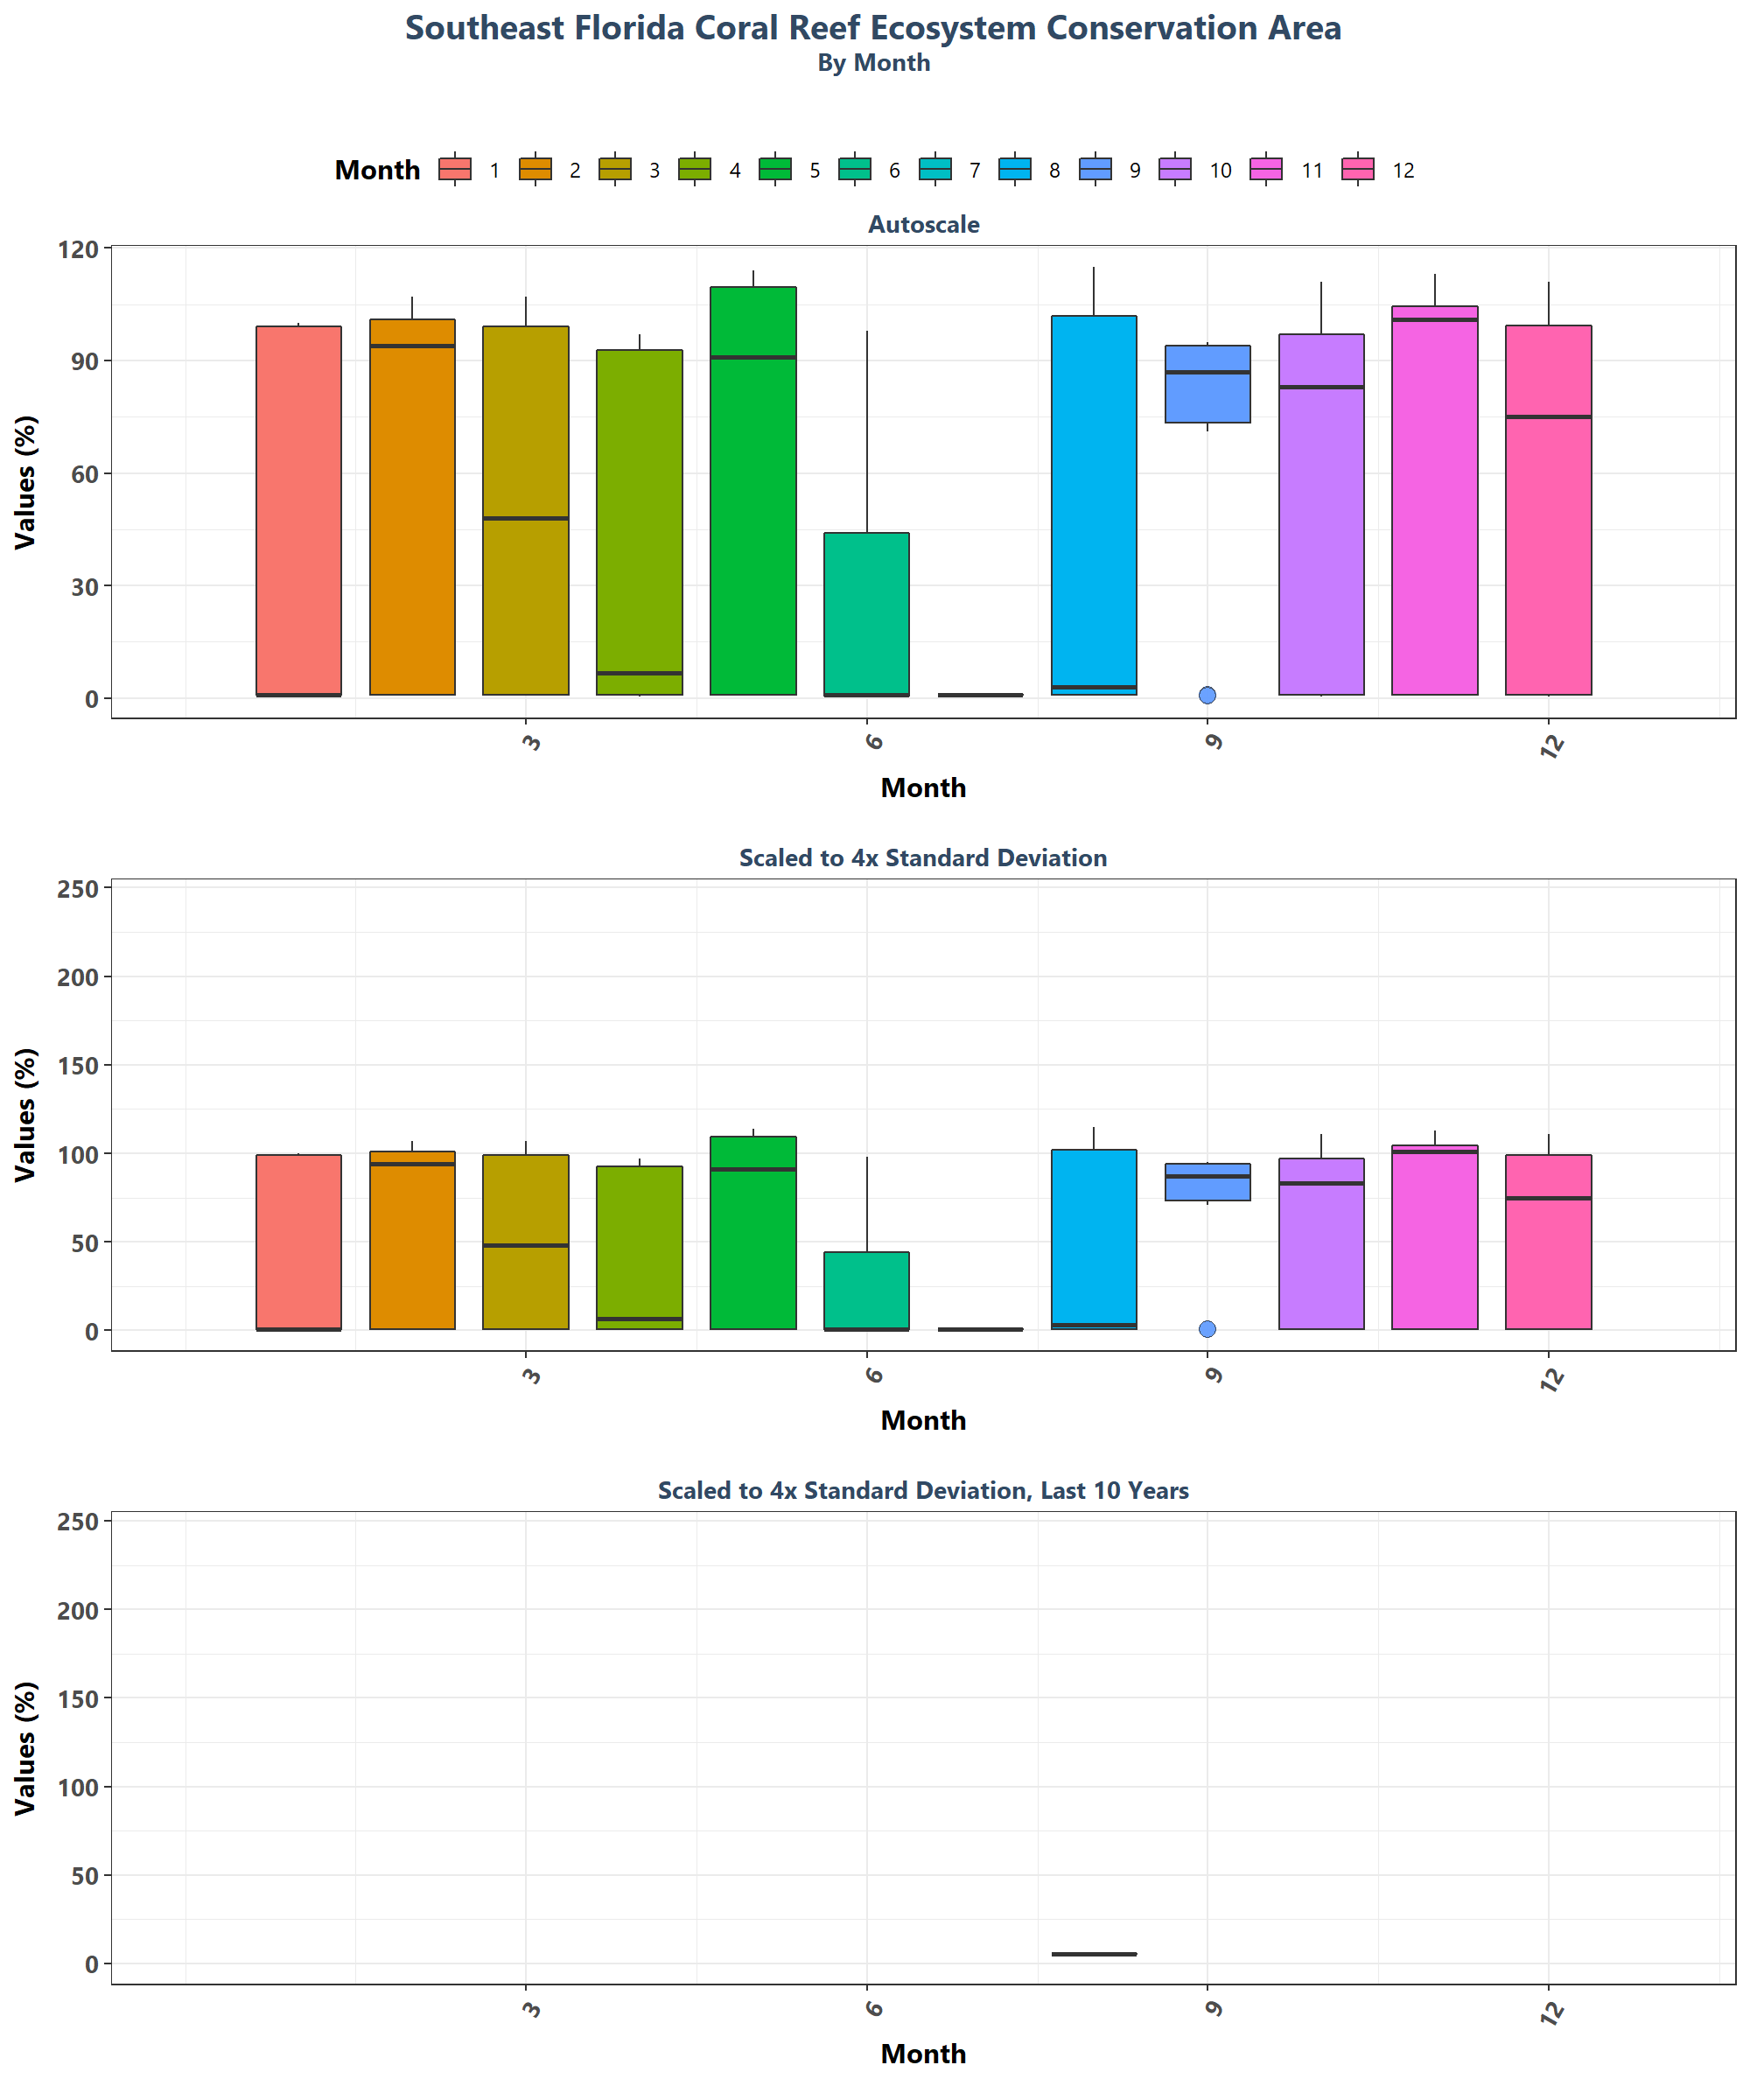 Southeast Florida Coral Reef Ecosystem Conservation Area
By Month
Month 1 2 3 4 5 6 7 8 9 10 11 12
Autoscale
120
90
60
30
0
Values (%)
3 6 9 12
Month
Scaled to 4x Standard Deviation
250
200
150
100
50
0
Values (%)
3 6 9 12
Month
Scaled to 4x Standard Deviation, Last 10 Years
250
200
150
100
50
0
Values (%)
3 6 9 12
Month